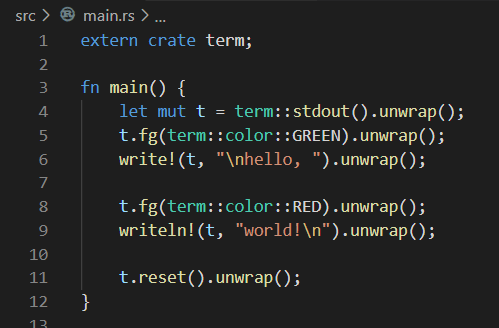 src > main.rs > ...
1 extern crate term;
2
3 fn main() {
4     let mut t = term::stdout().unwrap();
5     t.fg(term::color::GREEN).unwrap();
6     write!(t, "\nhello, ").unwrap();
7
8     t.fg(term::color::RED).unwrap();
9     writeln!(t, "world!\n").unwrap();
10
11     t.reset().unwrap();
12 }
13